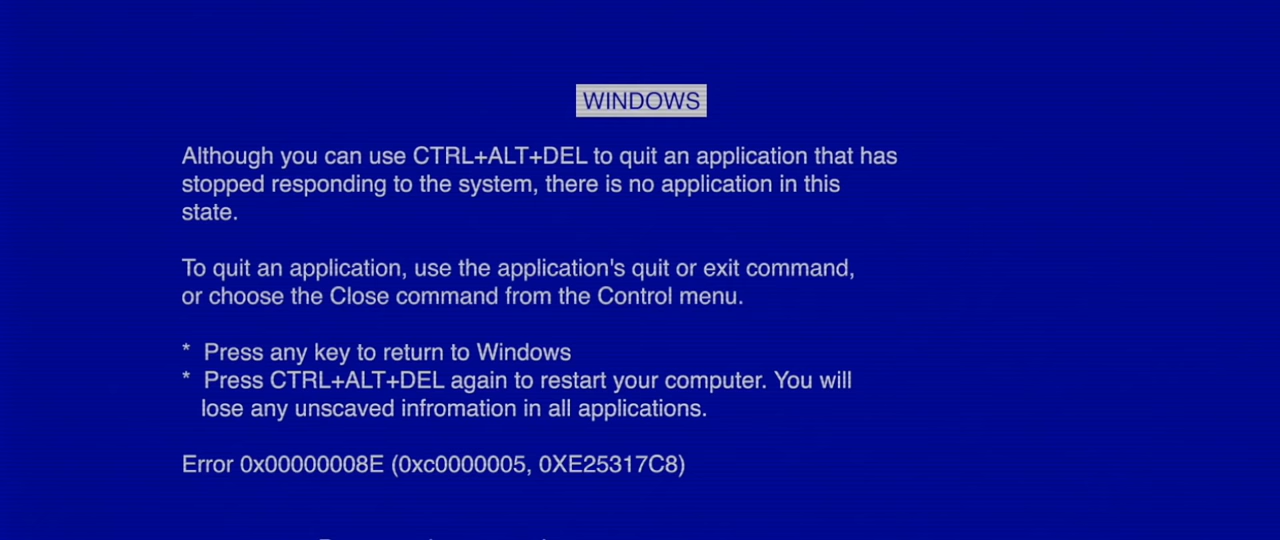 WINDOWS
Although you can use CTRL+ALT+DEL to quit an application that has
stopped responding to the system, there is no application in this
state.
To quit an application, use the application's quit or exit command,
or choose the Close command from the Control menu.
* Press any key to return to Windows
* Press CTRL+ALT+DEL again to restart your computer. You will
lose any unscaved infromation in all applications.
Error 0x00000008E (0xc0000005, 0XE25317C8)